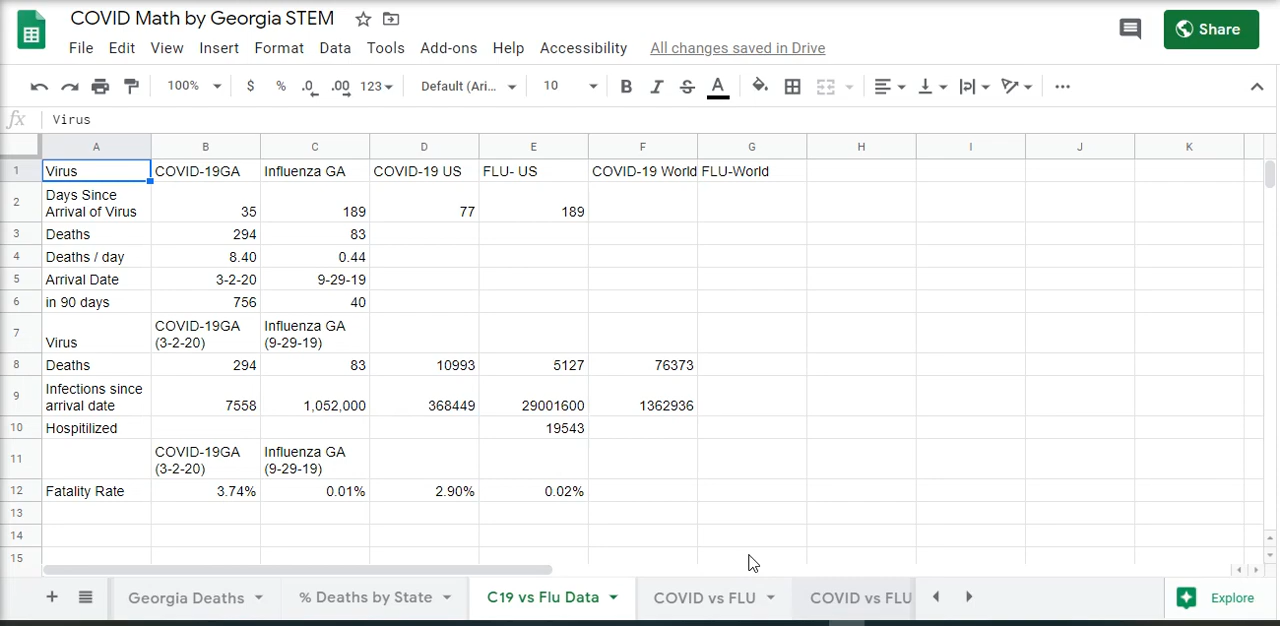 COVID Math by Georgia STEM
File Edit View Insert Format Data Tools Add-ons Help Accessibility All changes saved in Drive
Share
100% $ % .0 .00 123 Default (Ari... 10 B I S A ...
fx Virus
A B C D E F G H I J K
1 Virus COVID-19GA Influenza GA COVID-19 US FLU- US COVID-19 World FLU-World
2 Days Since
Arrival of Virus 35 189 77 189
3 Deaths 294 83
4 Deaths / day 8.40 0.44
5 Arrival Date 3-2-20 9-29-19
6 in 90 days 756 40
7 Virus COVID-19GA Influenza GA
(3-2-20) (9-29-19)
8 Deaths 294 83 10993 5127 76373
9 Infections since
arrival date 7558 1,052,000 368449 29001600 1362936
10 Hospitilized 19543
11 COVID-19GA Influenza GA
(3-2-20) (9-29-19)
12 Fatality Rate 3.74% 0.01% 2.90% 0.02%
13
14
15
Georgia Deaths % Deaths by State C19 vs Flu Data COVID vs FLU COVID vs FLU Explore